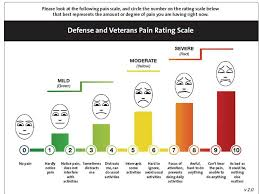 Please look at the following pain scale, and circle the number on the rating scale below
that best represents the amount or degree of pain you are having right now.
Defense and Veterans Pain Rating Scale
SEVERE
(Red)
MODERATE
(Yellow)
MILD
(Green)
0 1 2 3 4 5 6 7 8 9 10
No pain
Hardly
notice
pain
Notice pain,
does not
interfere with
activities
Sometimes
distracts
me
Distracts me,
can do usual
activities
Interrupts
some
activities
Hard to
ignore,
avoid usual
activities
Focus of
attention,
prevents
doing daily
activities
Awful,
hard to do
anything
Can't bear
the pain,
unable to
do anything
As bad as
it could be,
nothing
else matters
v 2.0